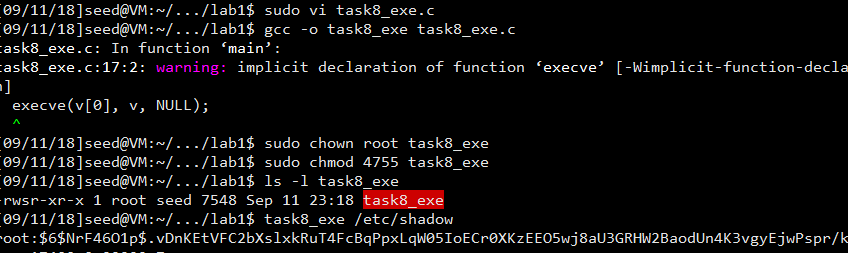 [09/11/18]seed@VM:~/.../lab1$ sudo vi task8_exe.c
[09/11/18]seed@VM:~/.../lab1$ gcc -o task8_exe task8_exe.c
task8_exe.c: In function ‘main’:
task8_exe.c:17:2: warning: implicit declaration of function ‘execve’ [-Wimplicit-function-decla
n]
execve(v[0], v, NULL);
^
[09/11/18]seed@VM:~/.../lab1$ sudo chown root task8_exe
[09/11/18]seed@VM:~/.../lab1$ sudo chmod 4755 task8_exe
[09/11/18]seed@VM:~/.../lab1$ ls -l task8_exe
-rwsr-xr-x 1 root seed 7548 Sep 11 23:18 task8_exe
[09/11/18]seed@VM:~/.../lab1$ task8_exe /etc/shadow
root:$6$NrF46O1p$.vDnKEtVFC2bXslxkRuT4FcBqPpxLqW05IoECr0XKzEEO5wj8aU3GRHW2BaodUn4K3vgyEjwPspr/k